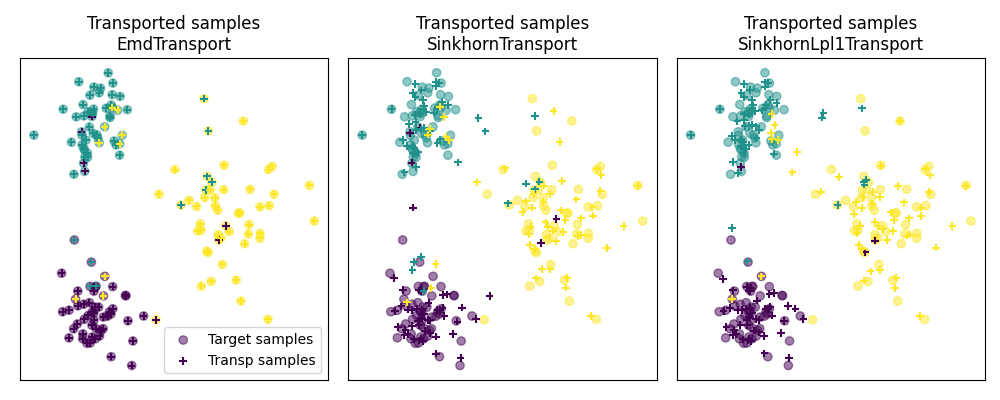 Transported samples
EmdTransport
Transported samples
SinkhornTransport
Transported samples
SinkhornLpl1Transport
Target samples
Transp samples